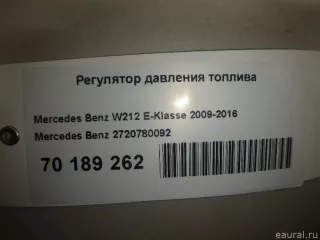 Регулятор давления топлива
Mercedes Benz W212 E-Klasse 2009-2016
Mercedes Benz 2720780092
70 189 262
eaural.ru